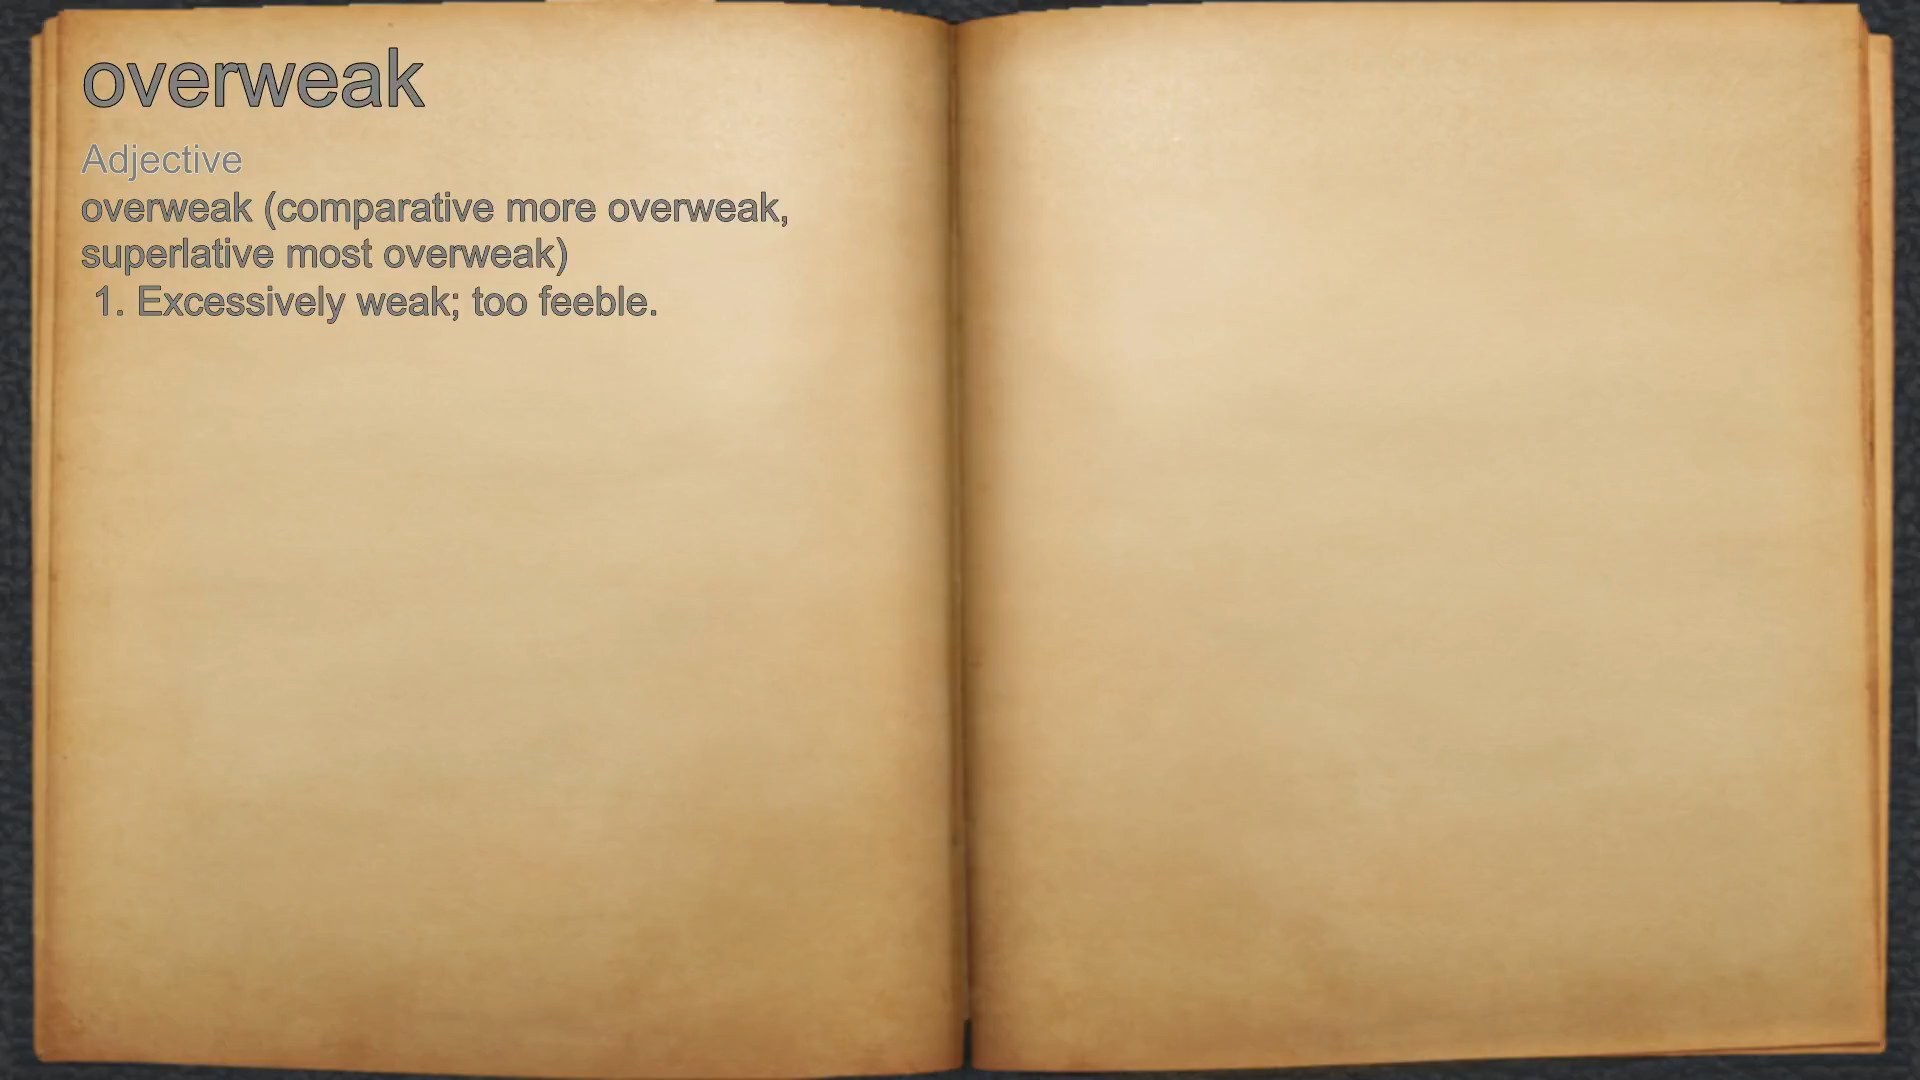 overweak
Adjective
overweak (comparative more overweak,
superlative most overweak)
1. Excessively weak; too feeble.